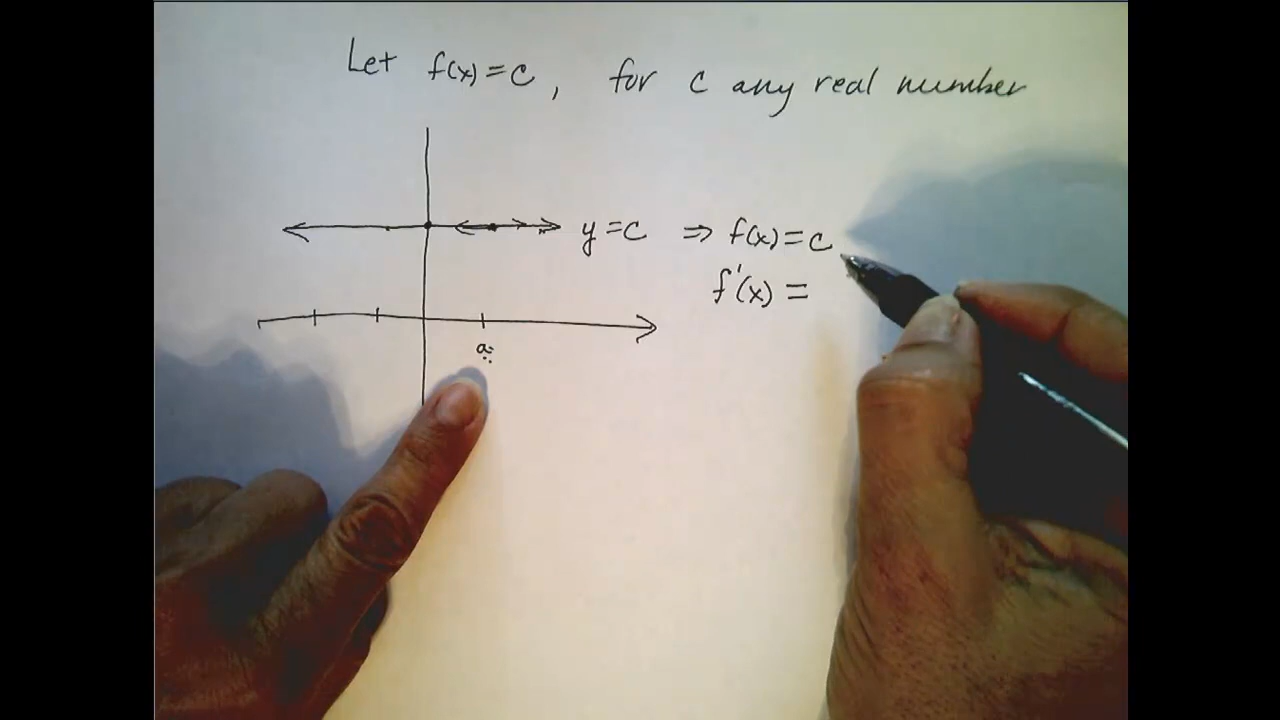 Let f(x) = c, for c any real number
y = c ⇒ f(x) = c
f'(x) =
a